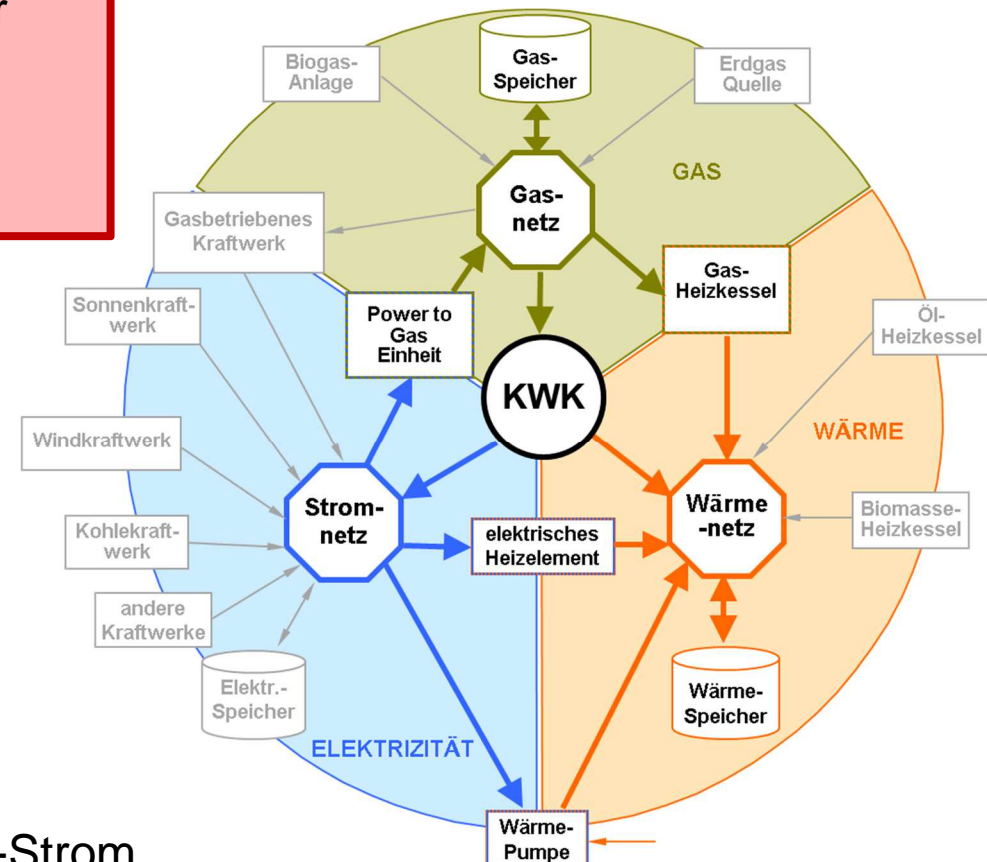 r
Biogas-
Anlage
Gas-
Speicher
Erdgas
Quelle
GAS
Gas-
netz
Gasbetriebenes
Kraftwerk
Gas-
Heizkessel
Sonnenkraft-
werk
Power to
Gas
Einheit
Öl-
Heizkessel
KWK
WÄRME
Windkraftwerk
Strom-
netz
Wärme
-netz
Biomasse-
Heizkessel
Kohlekraft-
werk
elektrisches
Heizelement
andere
Kraftwerke
Elektr.-
Speicher
Wärme-
Speicher
ELEKTRIZITÄT
Wärme-
Pumpe
-Strom